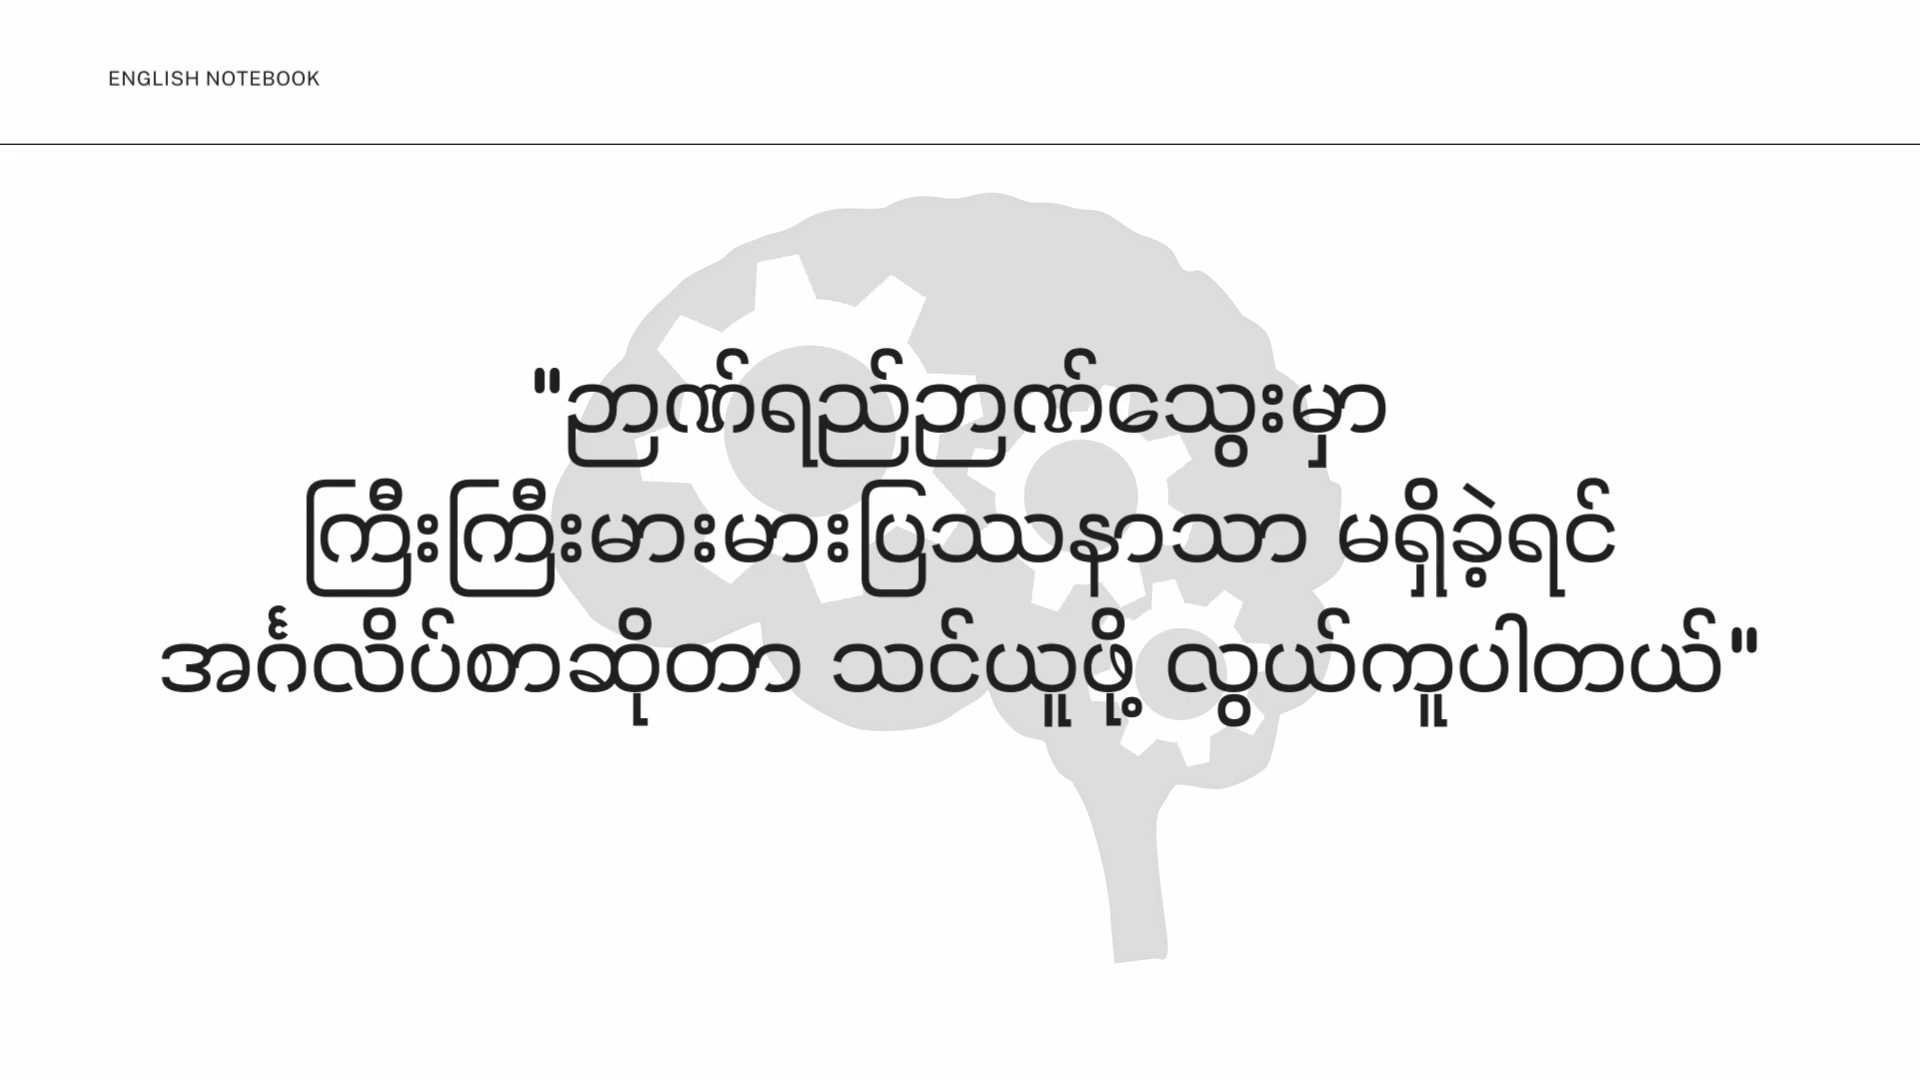 ENGLISH NOTEBOOK
"ဉာဏ်ရည်ဉာဏ်သွေးမှာ
ကြီးကြီးမားမားပြဿနာသာ မရှိခဲ့ရင်
အင်္ဂလိပ်စာဆိုတာ သင်ယူဖို့ လွယ်ကူပါတယ်"